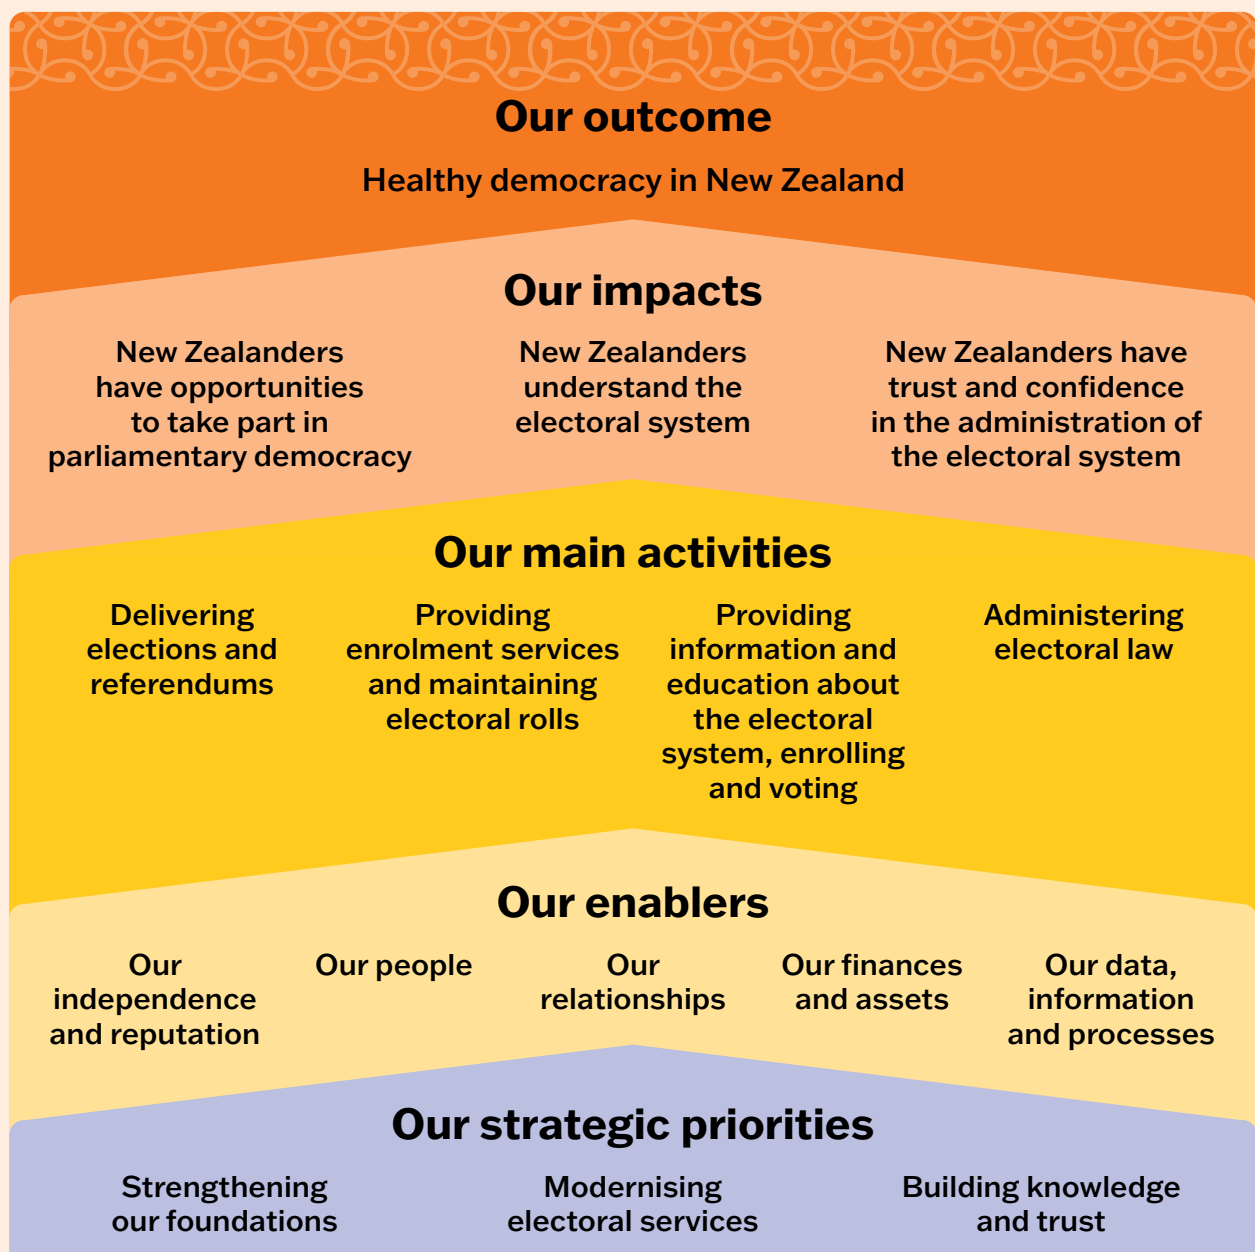 Our outcome
Healthy democracy in New Zealand
Our impacts
New Zealanders
have opportunities
to take part in
parliamentary democracy
New Zealanders
understand the
electoral system
New Zealanders have
trust and confidence
in the administration of
the electoral system
Our main activities
Delivering
elections and
referendums
Providing
enrolment services
and maintaining
electoral rolls
Providing
information and
education about
the electoral
system, enrolling
and voting
Administering
electoral law
Our enablers
Our
independence
and reputation
Our people
Our
relationships
Our finances
and assets
Our data,
information
and processes
Our strategic priorities
Strengthening
our foundations
Modernising
electoral services
Building knowledge
and trust